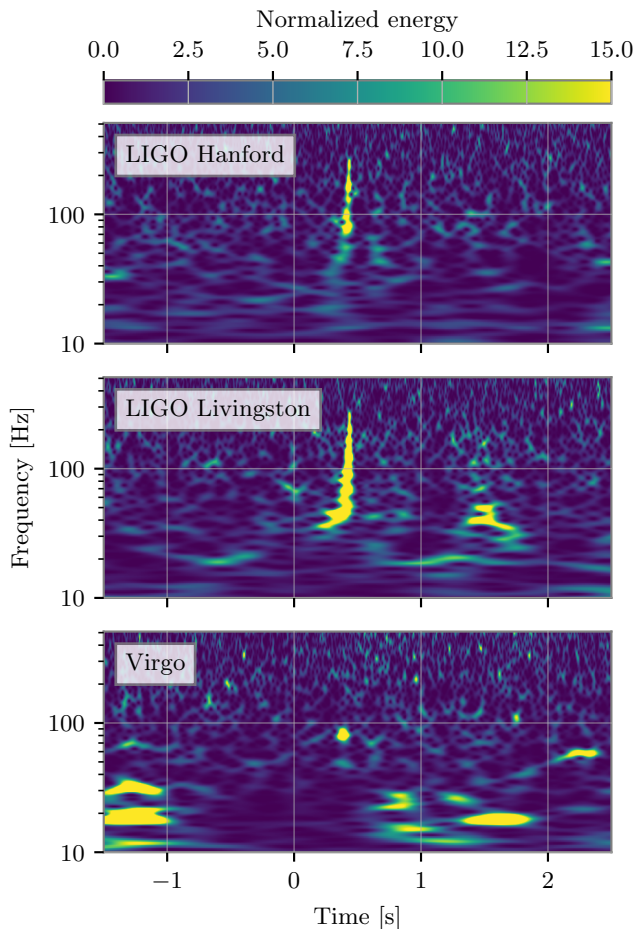 Normalized energy
0.0 2.5 5.0 7.5 10.0 12.5 15.0
LIGO Hanford
100
10
LIGO Livingston
100
10
Frequency [Hz]
Virgo
100
10
−1 0 1 2
Time [s]